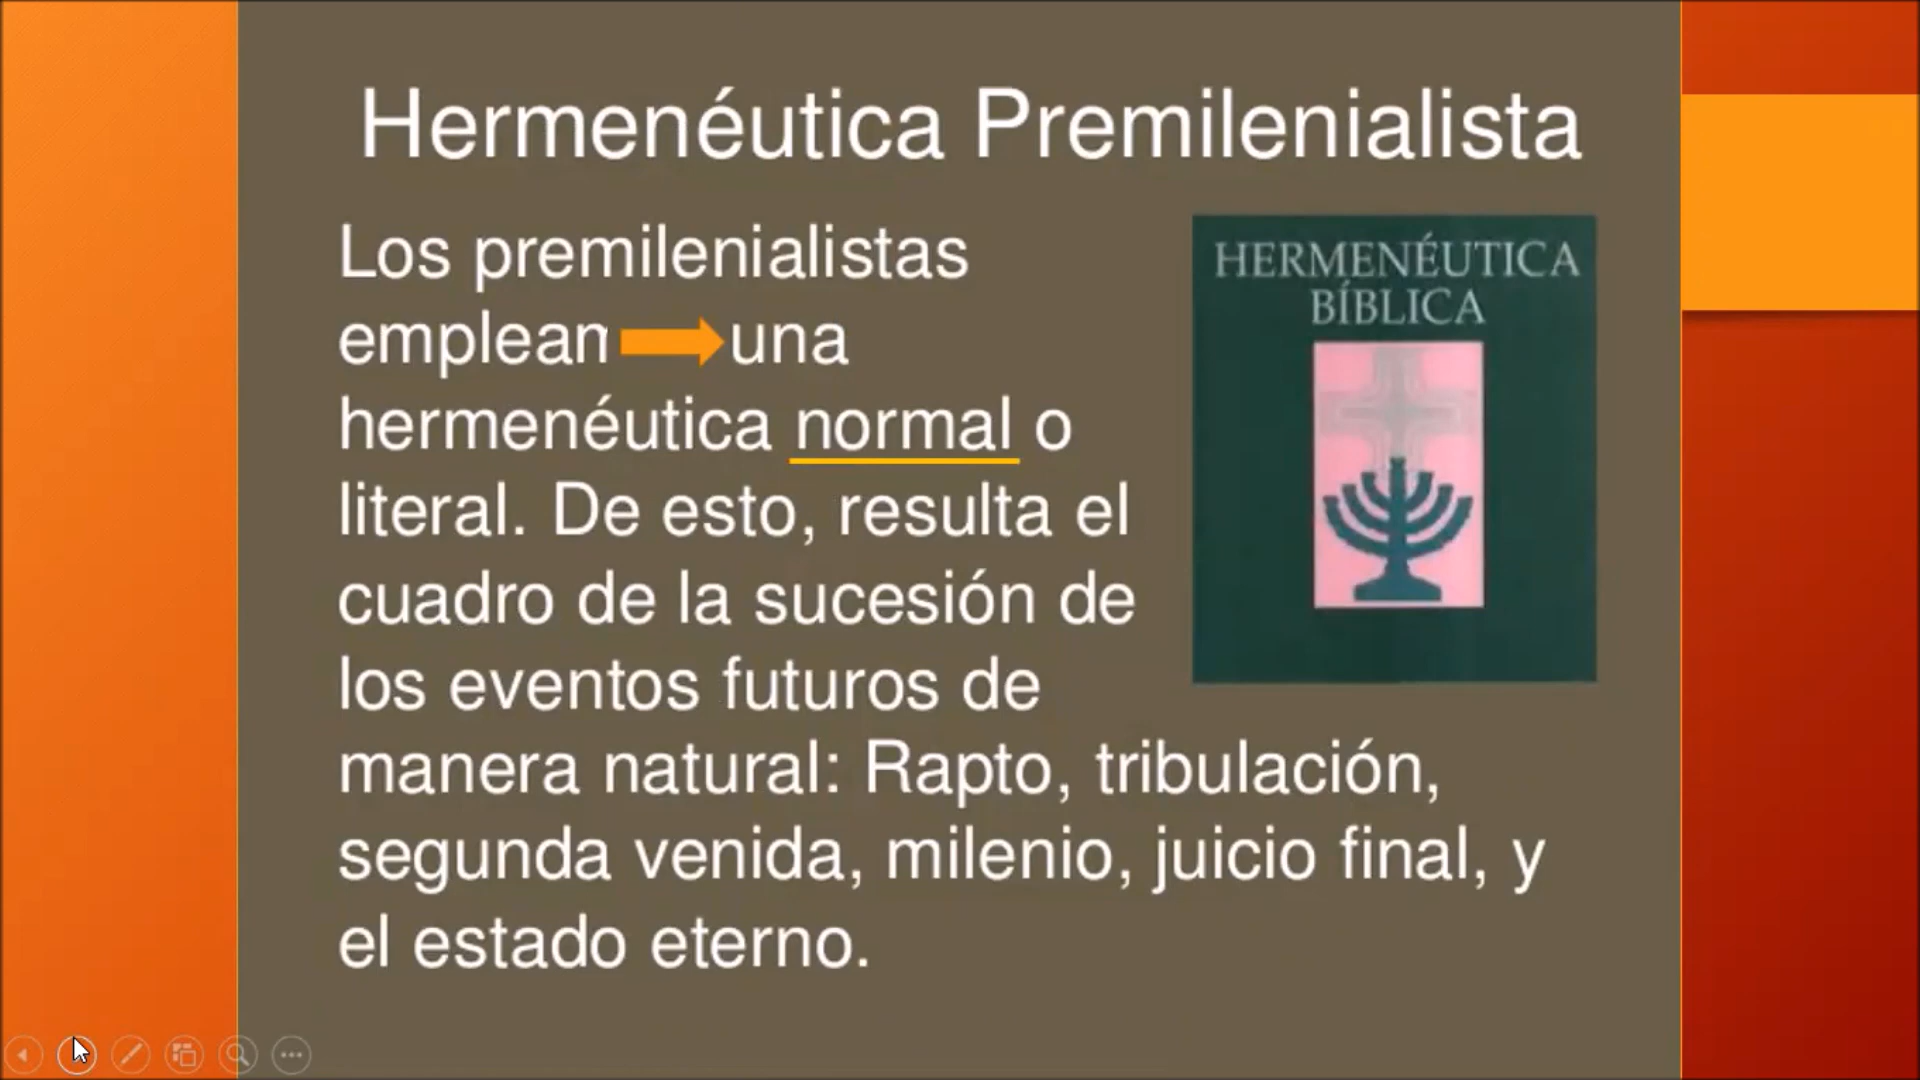 Hermenéutica Premilenialista
Los premilenialistas
emplean una
hermenéutica normal o
literal. De esto, resulta el
cuadro de la sucesión de
los eventos futuros de
manera natural: Rapto, tribulación,
segunda venida, milenio, juicio final, y
el estado eterno.
HERMENÉUTICA
BÍBLICA